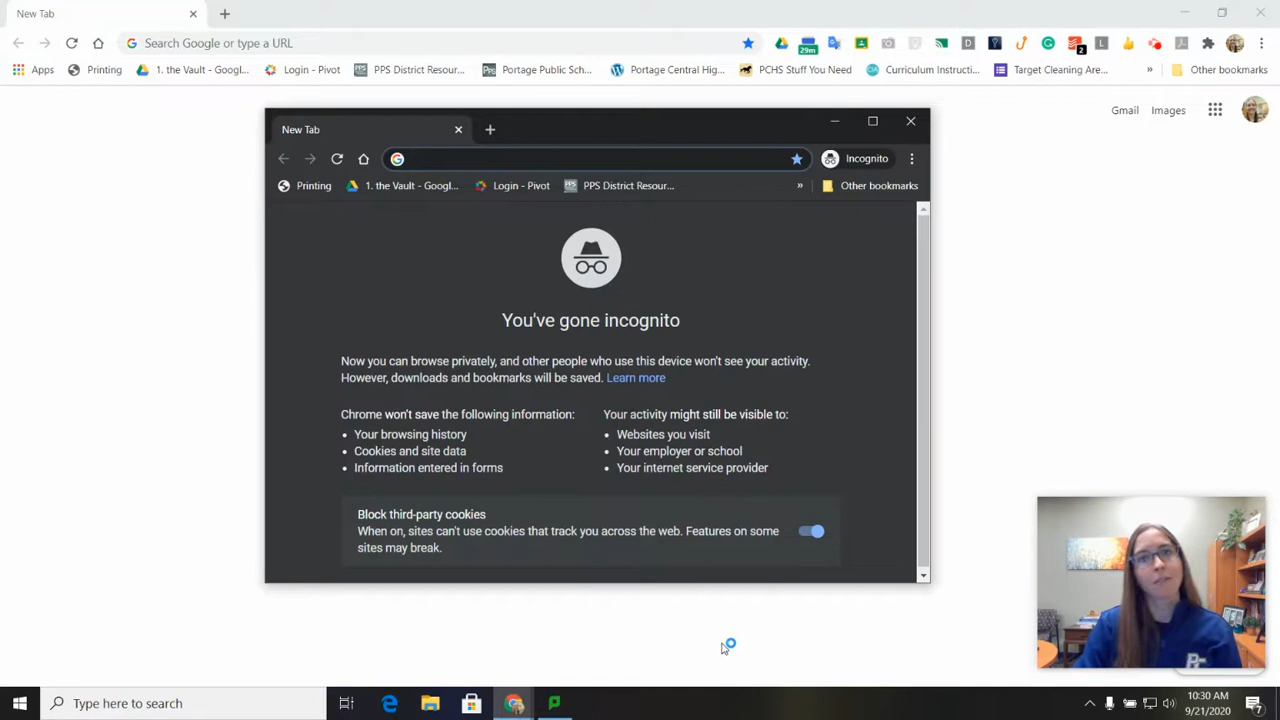 New Tab
Search Google or type a URL
29m
D
L
2
Apps
Printing
1. the Vault - Googl...
Login - Pivot
PPS District Resour...
Portage Public Sch...
Portage Central Hig...
PCHS Stuff You Need
Curriculum Instructi...
Target Cleaning Are...
»
Other bookmarks
Gmail
Images
New Tab
Incognito
Printing
1. the Vault - Googl...
Login - Pivot
PPS District Resour...
»
Other bookmarks
You've gone incognito
Now you can browse privately, and other people who use this device won't see your activity.
However, downloads and bookmarks will be saved. Learn more
Chrome won't save the following information:
Your browsing history
Cookies and site data
Information entered in forms
Your activity might still be visible to:
Websites you visit
Your employer or school
Your internet service provider
Block third-party cookies
When on, sites can't use cookies that track you across the web. Features on some
sites may break.
Type here to search
10:30 AM
9/21/2020
7